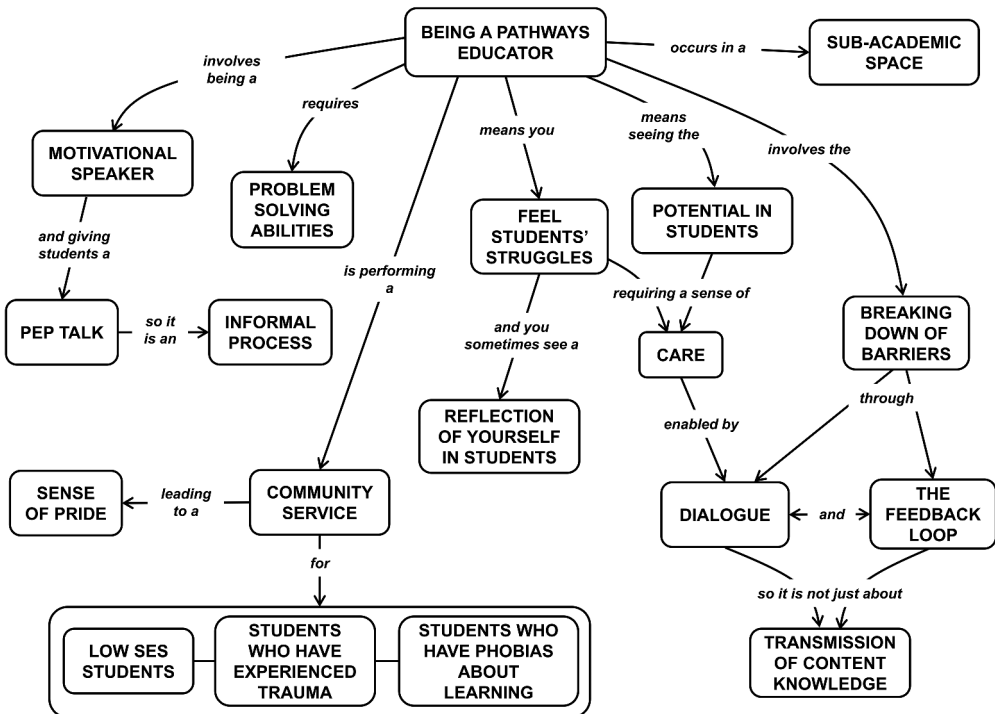 BEING A PATHWAYS
EDUCATOR
occurs in a
SUB-ACADEMIC
SPACE
involves
being a
requires
means you
means
seeing the
involves the
MOTIVATIONAL
SPEAKER
PROBLEM
SOLVING
ABILITIES
FEEL
STUDENTS’
STRUGGLES
POTENTIAL IN
STUDENTS
and giving
students a
is performing
a
requiring a sense of
PEP TALK
so it
is an
INFORMAL
PROCESS
and you
sometimes see a
CARE
BREAKING
DOWN OF
BARRIERS
REFLECTION
OF YOURSELF
IN STUDENTS
enabled by
through
SENSE
OF PRIDE
leading
to a
COMMUNITY
SERVICE
DIALOGUE
and
THE
FEEDBACK
LOOP
for
so it is not just about
LOW SES
STUDENTS
STUDENTS
WHO HAVE
EXPERIENCED
TRAUMA
STUDENTS WHO
HAVE PHOBIAS
ABOUT
LEARNING
TRANSMISSION
OF CONTENT
KNOWLEDGE